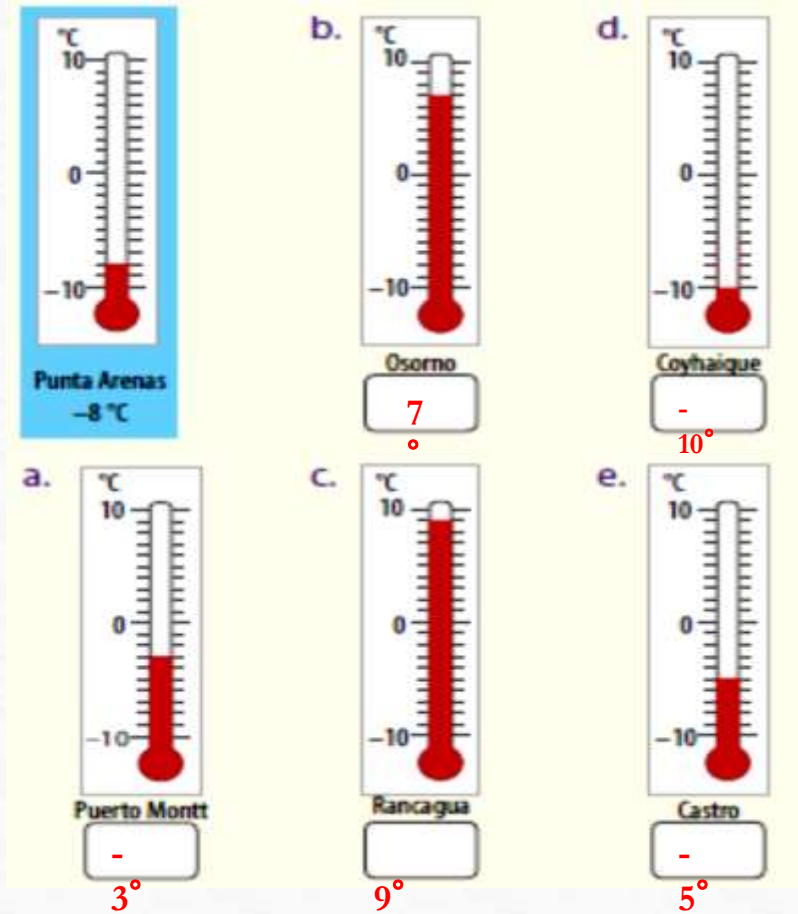 °C
10
0
–10
Punta Arenas
–8 °C
b.
°C
10
0
–10
Osorno
7
°
d.
°C
10
0
–10
Coyhaique
-
10°
a.
°C
10
0
–10
Puerto Montt
-
3°
c.
°C
10
0
–10
Rancagua
9°
e.
°C
10
0
–10
Castro
-
5°